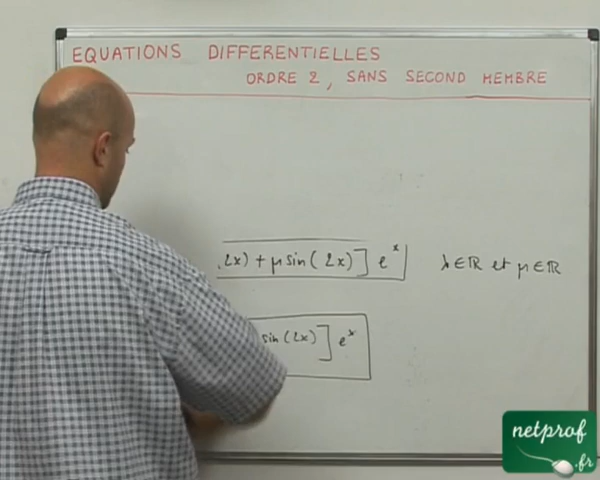 EQUATIONS DIFFERENTIELLES
ORDRE 2, SANS SECOND MEMBRE
2x) + μ sin(2x)] e^x λ∈ℝ et μ∈ℝ
sin(2x)] e^x
netprof
.fr